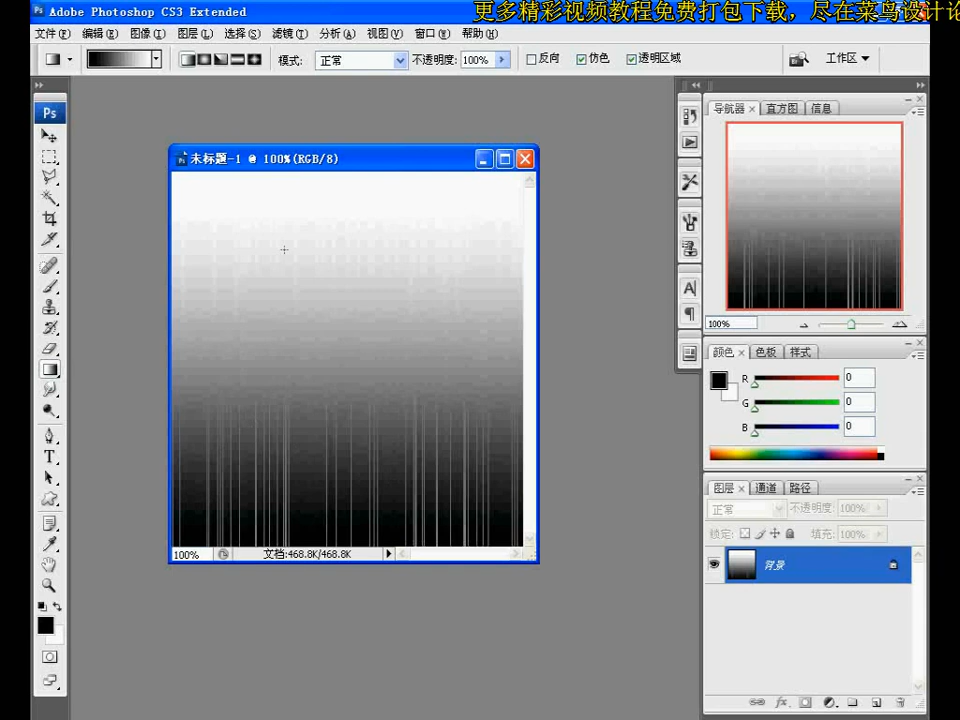 Adobe Photoshop CS3 Extended
更多精彩视频教程免费打包下载，尽在菜鸟设计论
文件(F) 编辑(E) 图像(I) 图层(L) 选择(S) 滤镜(T) 分析(A) 视图(V) 窗口(W) 帮助(H)
模式: 正常 不透明度: 100% 反向 仿色 透明区域 工作区
Ps
导航器 直方图 信息
未标题-1 @ 100%(RGB/8)
100%
颜色 色板 样式
R 0
G 0
B 0
图层 通道 路径
正常 不透明度: 100%
锁定: 填充: 100%
背景
100% 文档:468.8K/468.8K